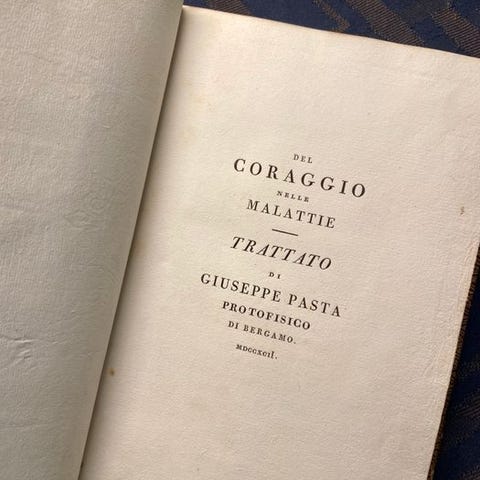 DEL
CORAGGIO
NELLE
MALATTIE
TRATTATO
DI
GIUSEPPE PASTA
PROTOFISICO
DI BERGAMO.
MDCCXCII.